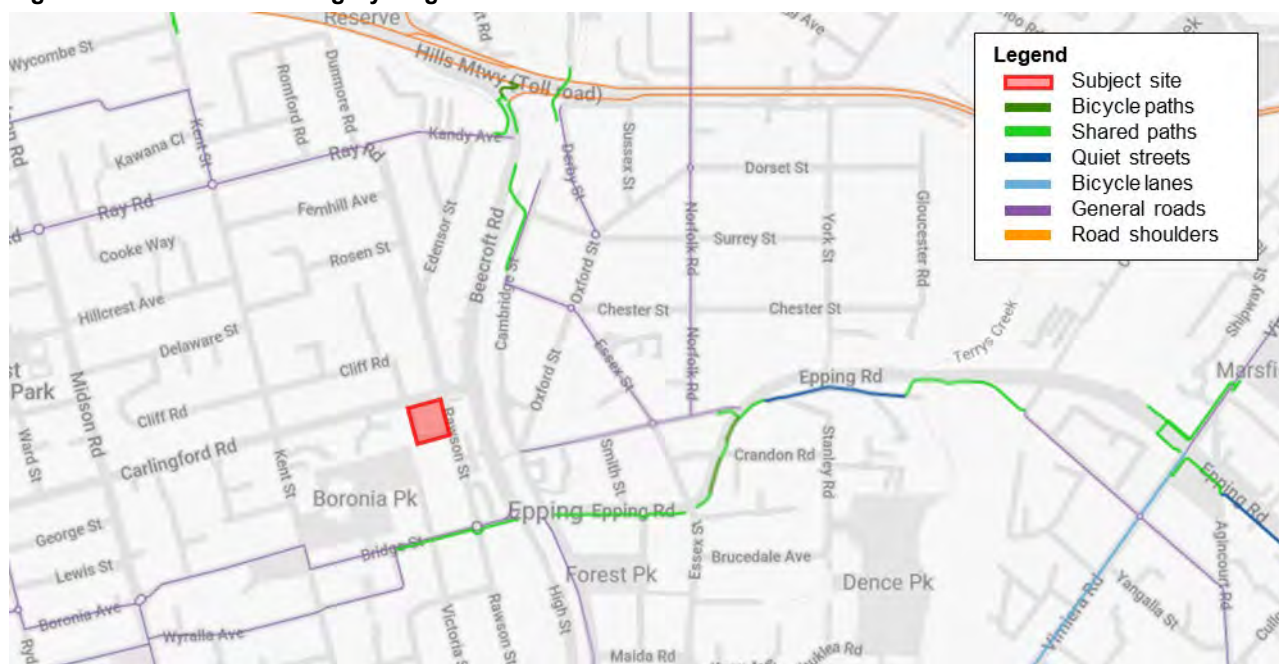 Reserve
Wycombe St
Hills Mtwy (Toll road)
Dunmore Rd
Romford Rd
Kent St
Kawana Cl
Ray Rd
Kandy Ave
Ray Rd
Fernhill Ave
Cooke Way
Rosen St
Edensor St
Beecroft Rd
Hillcrest Ave
Delaware St
Cliff Rd
Park
Midson Rd
Cliff Rd
Carlingford Rd
Ward St
Kent St
Rawson St
Boronia Pk
George St
Lewis St
Bridge St
Boronia Ave
Wyralla Ave
Victoria St
Rawson St
High St
Cambridge St
Derby St
Sussex St
Oxford St
Norfolk Rd
Dorset St
Surrey St
York St
Gloucester Rd
Chester St
Chester St
Essex St
Norfolk Rd
Oxford St
Terrys Creek
Epping Rd
Smith St
Crandon Rd
Stanley Rd
Epping
Epping Rd
Essex St
Brucedale Ave
Forest Pk
Dence Pk
Maida Rd
Shipway St
Epping Rd
Agincourt Rd
Vimiera Rd
Yangalla St
Legend
Subject site
Bicycle paths
Shared paths
Quiet streets
Bicycle lanes
General roads
Road shoulders